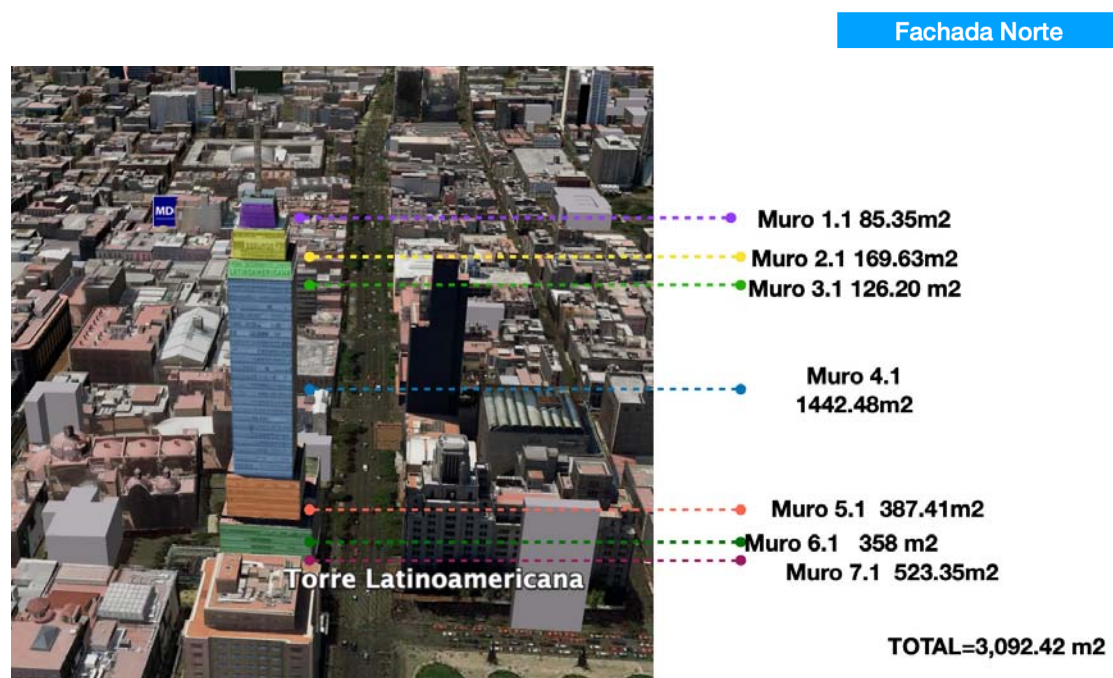 Fachada Norte
MD
LATINOAMERICANA
Muro 1.1 85.35m2
Muro 2.1 169.63m2
Muro 3.1 126.20 m2
Muro 4.1
1442.48m2
Muro 5.1 387.41m2
Muro 6.1 358 m2
Muro 7.1 523.35m2
Torre Latinoamericana
TOTAL=3,092.42 m2